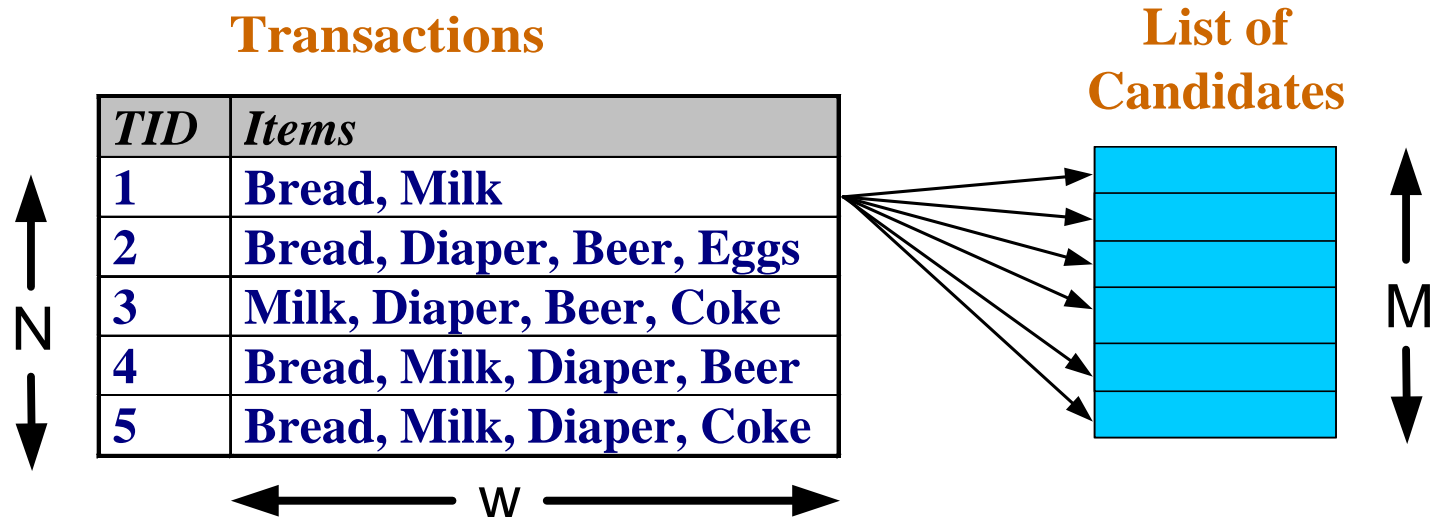 Transactions
List of
Candidates
TID Items
1 Bread, Milk
2 Bread, Diaper, Beer, Eggs
3 Milk, Diaper, Beer, Coke
4 Bread, Milk, Diaper, Beer
5 Bread, Milk, Diaper, Coke
N
M
w